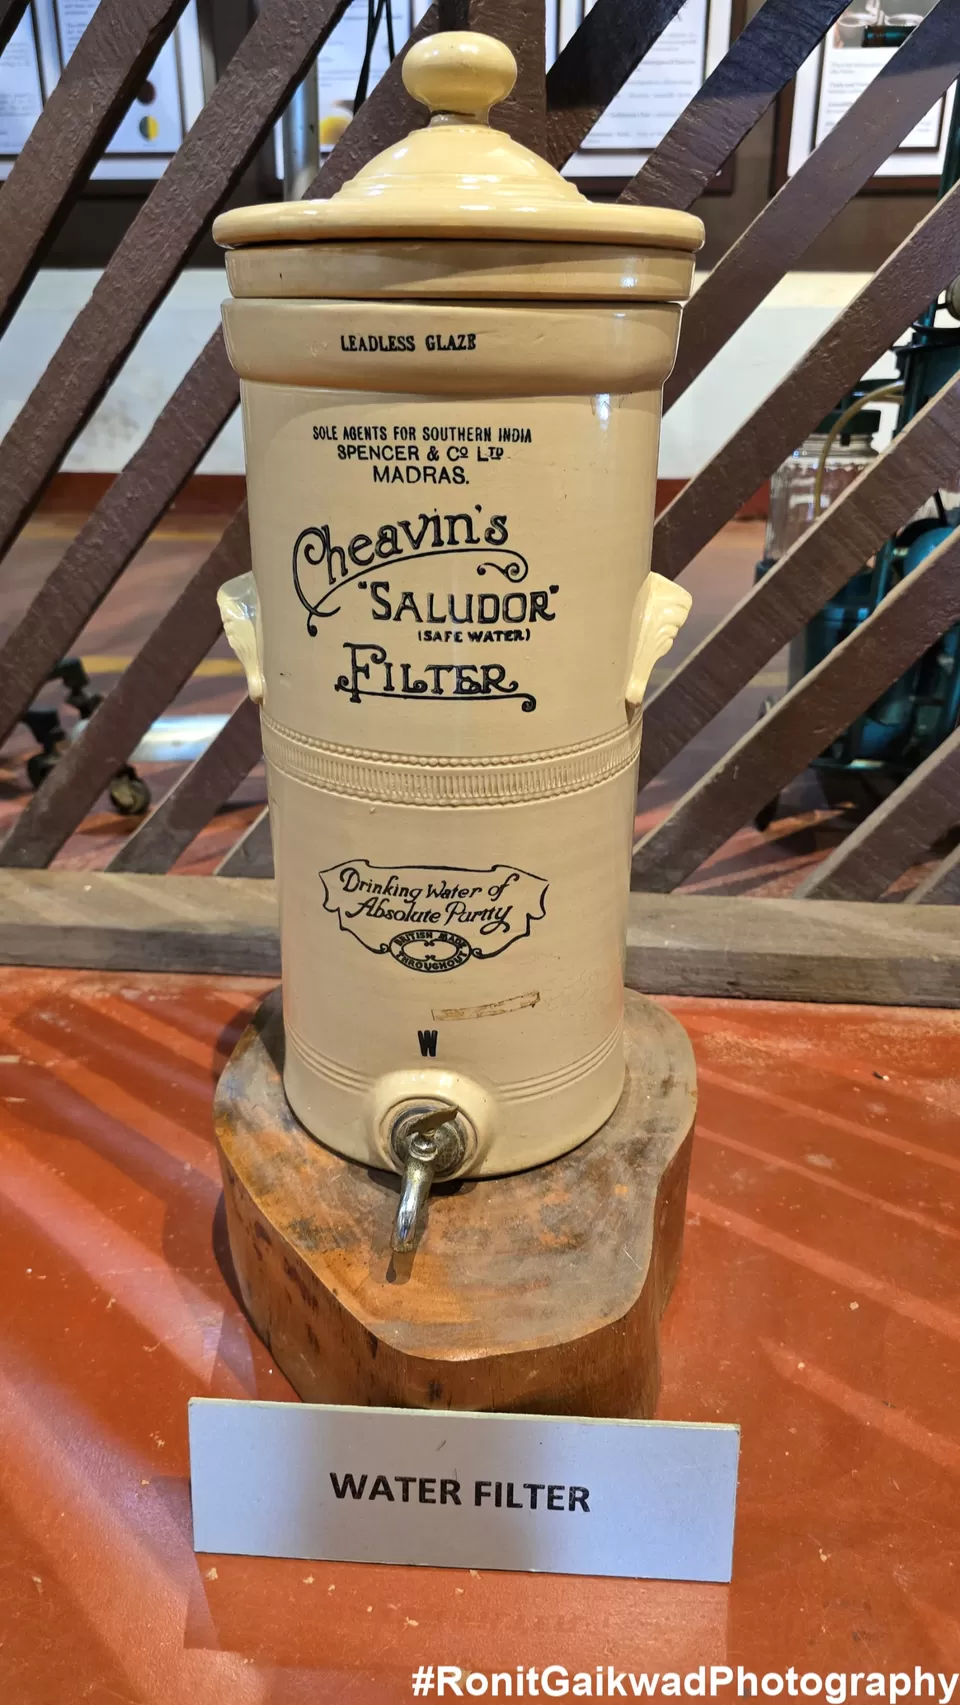 LEADLESS GLAZE
SOLE AGENTS FOR SOUTHERN INDIA
SPENCER & Cº LTD
MADRAS.
Cheavin's
"SALUDOR"
(SAFE WATER)
FILTER
Drinking Water of
Absolute Purity
BRITISH MADE
THROUGHOUT
W
WATER FILTER
#RonitGaikwadPhotography